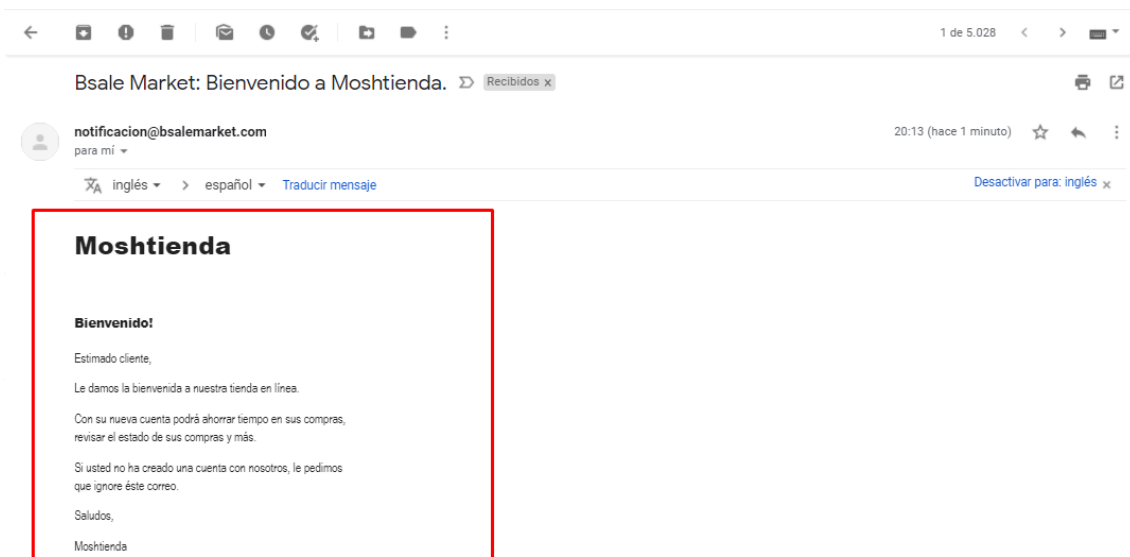 1 de 5.028
Bsale Market: Bienvenido a Moshtienda. Recibidos x
notificacion@bsalemarket.com
20:13 (hace 1 minuto)
para mí
inglés > español Traducir mensaje
Desactivar para: inglés x
Moshtienda
Bienvenido!
Estimado cliente,
Le damos la bienvenida a nuestra tienda en línea.
Con su nueva cuenta podrá ahorrar tiempo en sus compras,
revisar el estado de sus compras y más.
Si usted no ha creado una cuenta con nosotros, le pedimos
que ignore éste correo.
Saludos,
Moshtienda